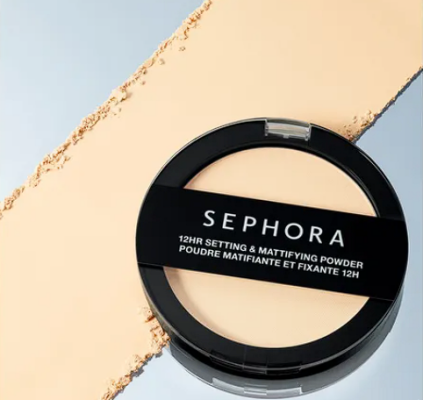 SEPHORA
12HR SETTING & MATTIFYING POWDER
POUDRE MATIFIANTE ET FIXANTE 12H